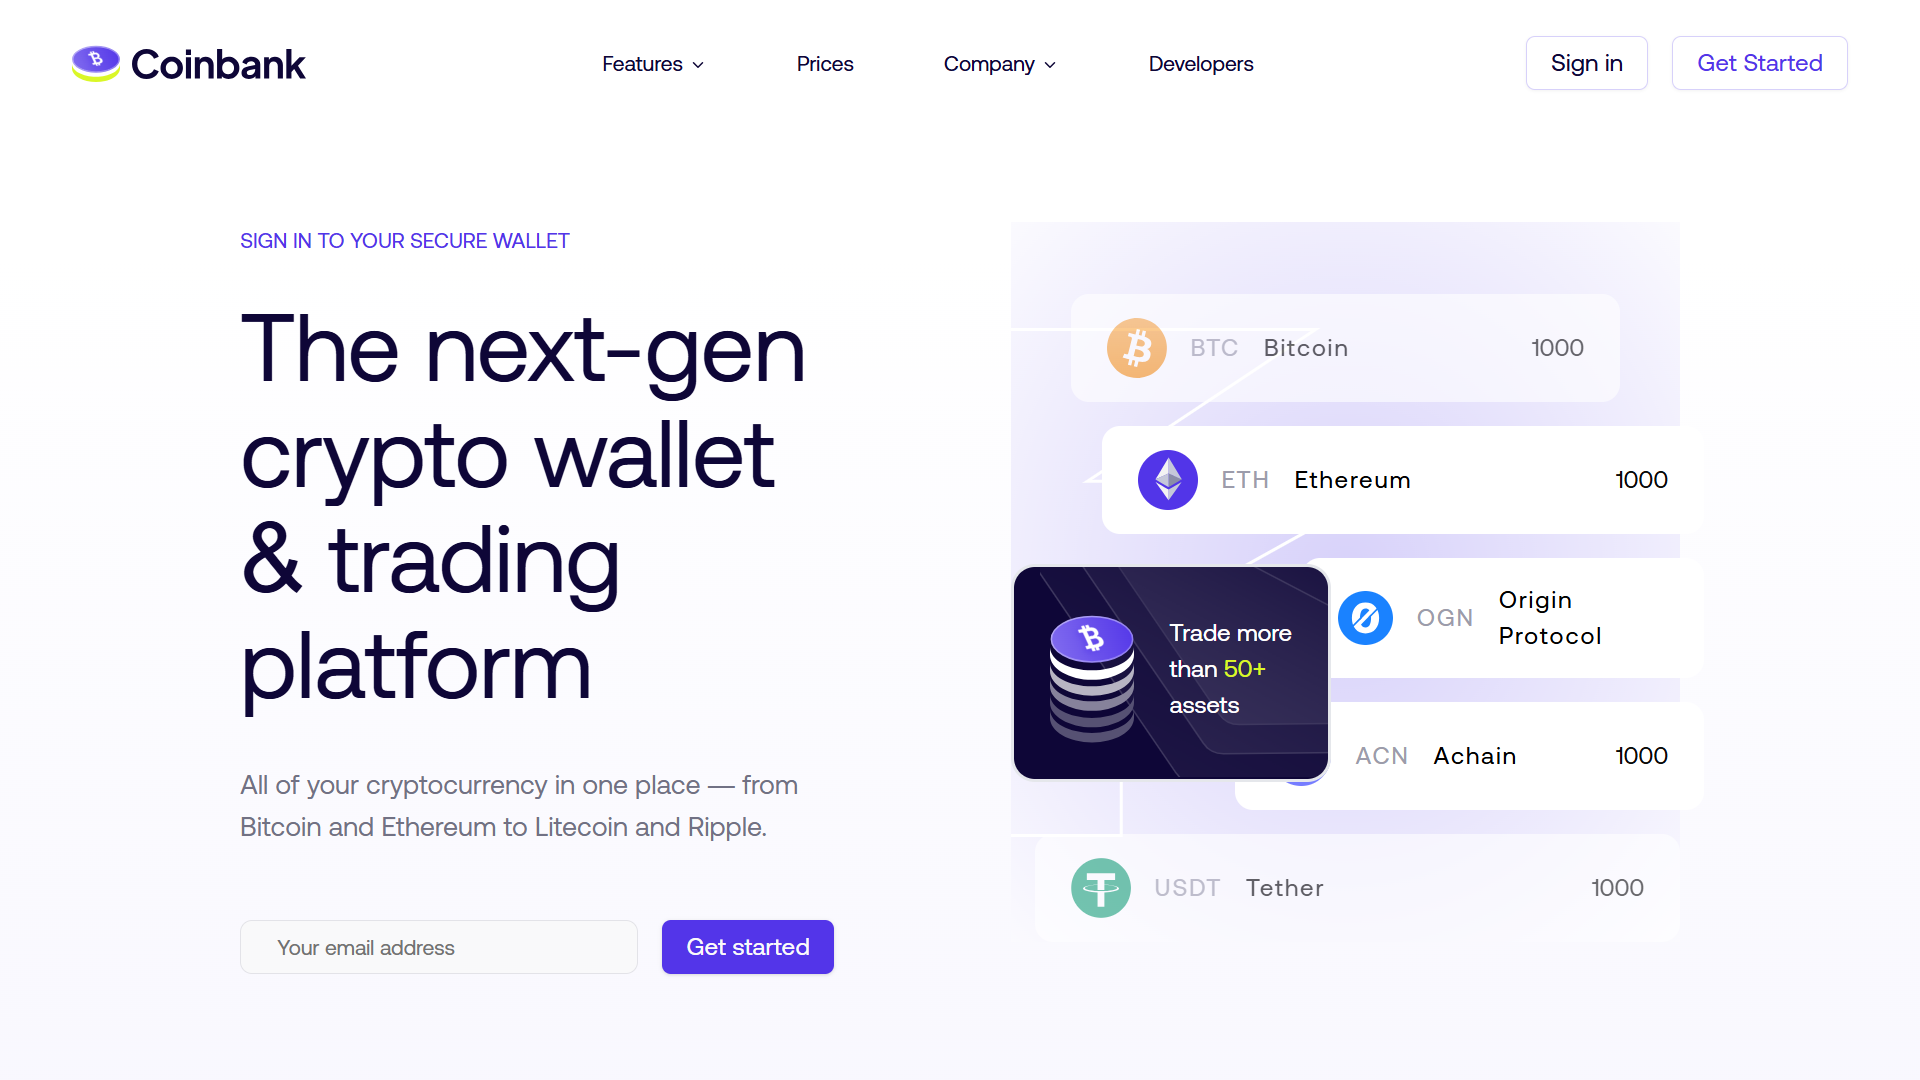 Coinbank
Features
Prices
Company
Developers
Sign in
Get Started
SIGN IN TO YOUR SECURE WALLET
The next-gen
crypto wallet
& trading
platform
All of your cryptocurrency in one place — from
Bitcoin and Ethereum to Litecoin and Ripple.
Your email address
Get started
BTC Bitcoin 1000
ETH Ethereum 1000
OGN Origin
Protocol
Trade more
than 50+
assets
ACN Achain 1000
USDT Tether 1000